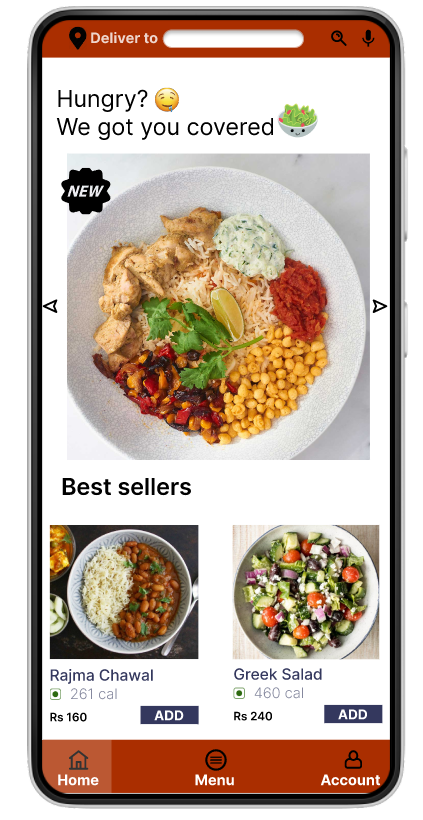 Deliver to
Hungry? 🤤
We got you covered
NEW
Best sellers
Rajma Chawal
261 cal
Rs 160
ADD
Greek Salad
460 cal
Rs 240
ADD
Home
Menu
Account